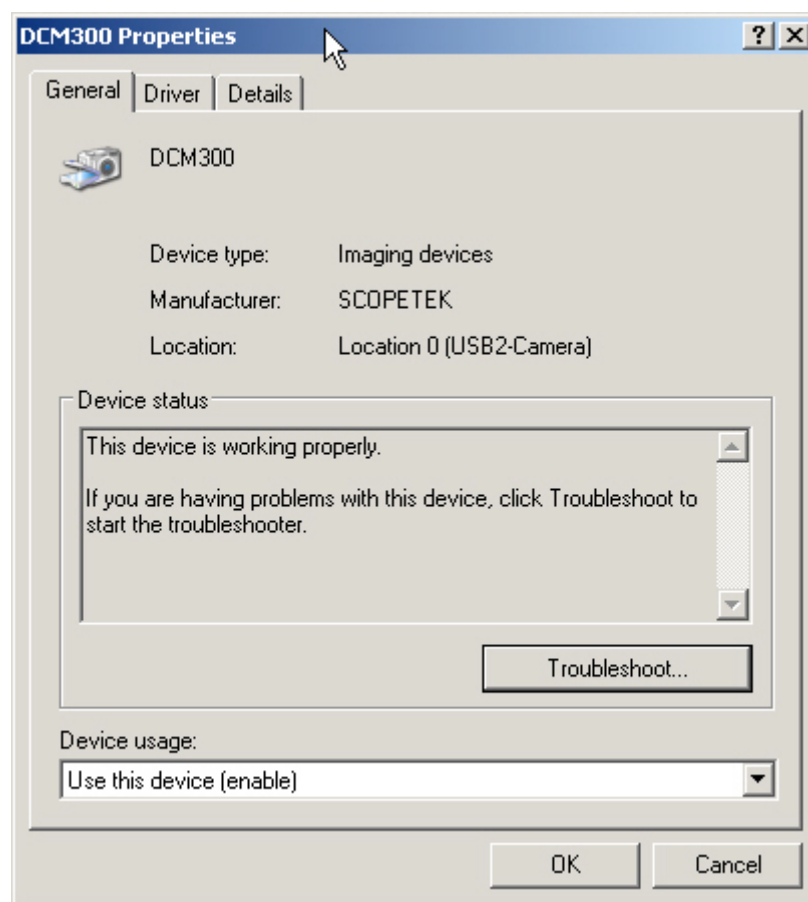 DCM300 Properties
General Driver Details
DCM300
Device type: Imaging devices
Manufacturer: SCOPETEK
Location: Location 0 (USB2-Camera)
Device status
This device is working properly.
If you are having problems with this device, click Troubleshoot to
start the troubleshooter.
Troubleshoot...
Device usage:
Use this device (enable)
OK Cancel